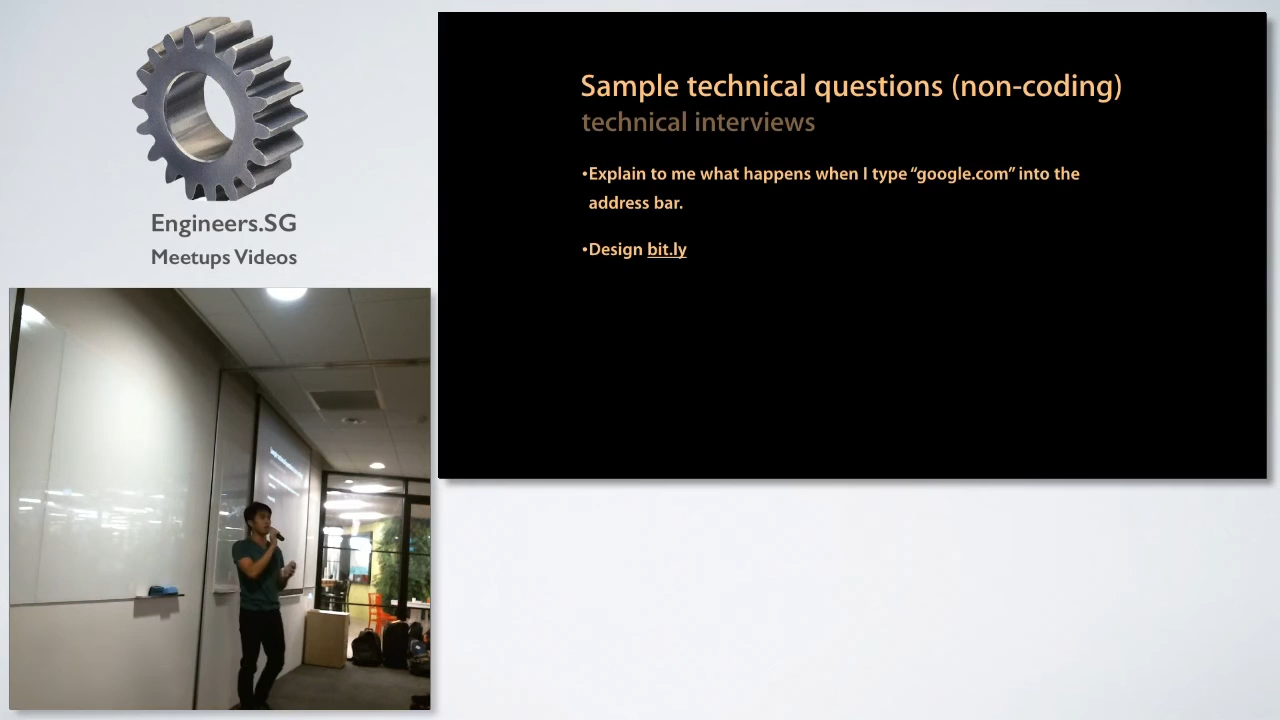 Engineers.SG
Meetups Videos
Sample technical questions (non-coding)
technical interviews
•Explain to me what happens when I type “google.com” into the
address bar.
•Design bit.ly